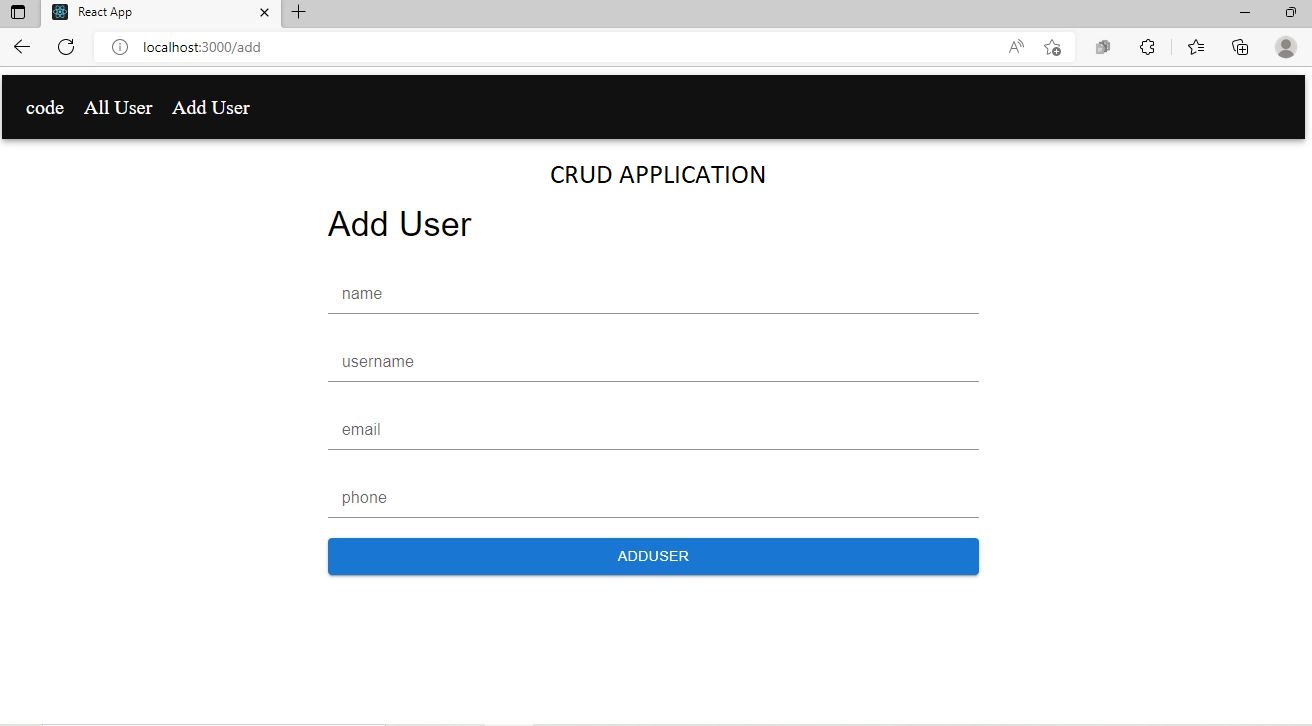 React App
localhost:3000/add
code All User Add User
CRUD APPLICATION
Add User
name
username
email
phone
ADDUSER